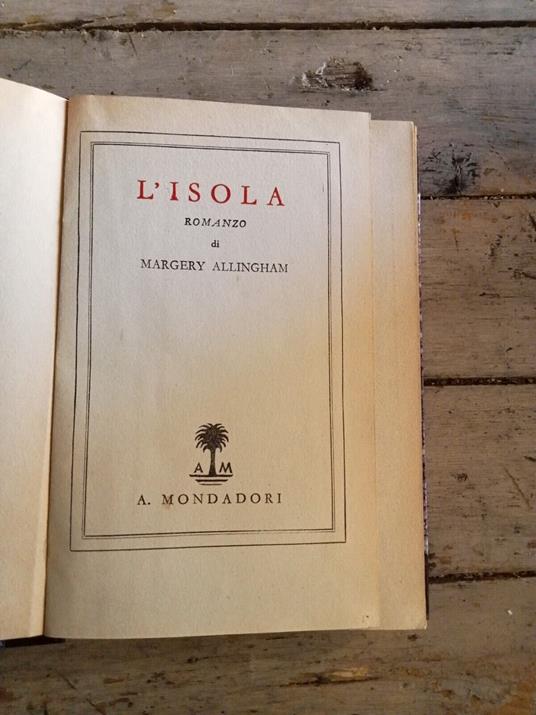 L'ISOLA
ROMANZO
di
MARGERY ALLINGHAM
A M
A. MONDADORI